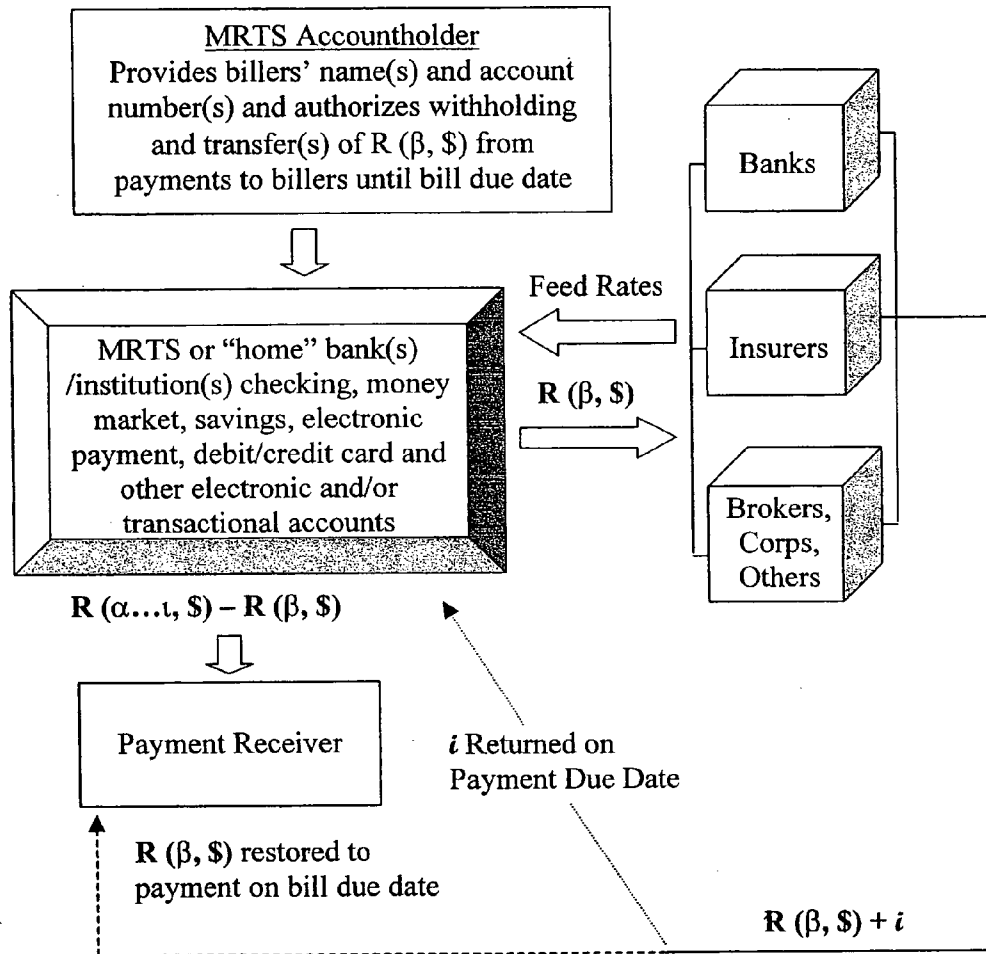 MRTS Accountholder
Provides billers’ name(s) and account
number(s) and authorizes withholding
and transfer(s) of R (β, $) from
payments to billers until bill due date
Banks
Feed Rates
Insurers
R (β, $)
MRTS or “home” bank(s)
/institution(s) checking, money
market, savings, electronic
payment, debit/credit card and
other electronic and/or
transactional accounts
Brokers,
Corps,
Others
R (α…ι, $) – R (β, $)
Payment Receiver
i Returned on
Payment Due Date
R (β, $) restored to
payment on bill due date
R (β, $) + i